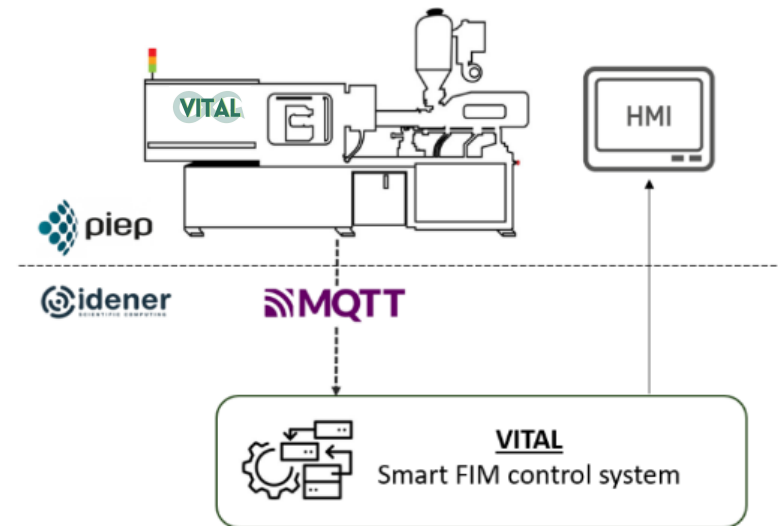 VITAL
HMI
piep
idener
SCIENTIFIC COMPUTING
MQTT
VITAL
Smart FIM control system